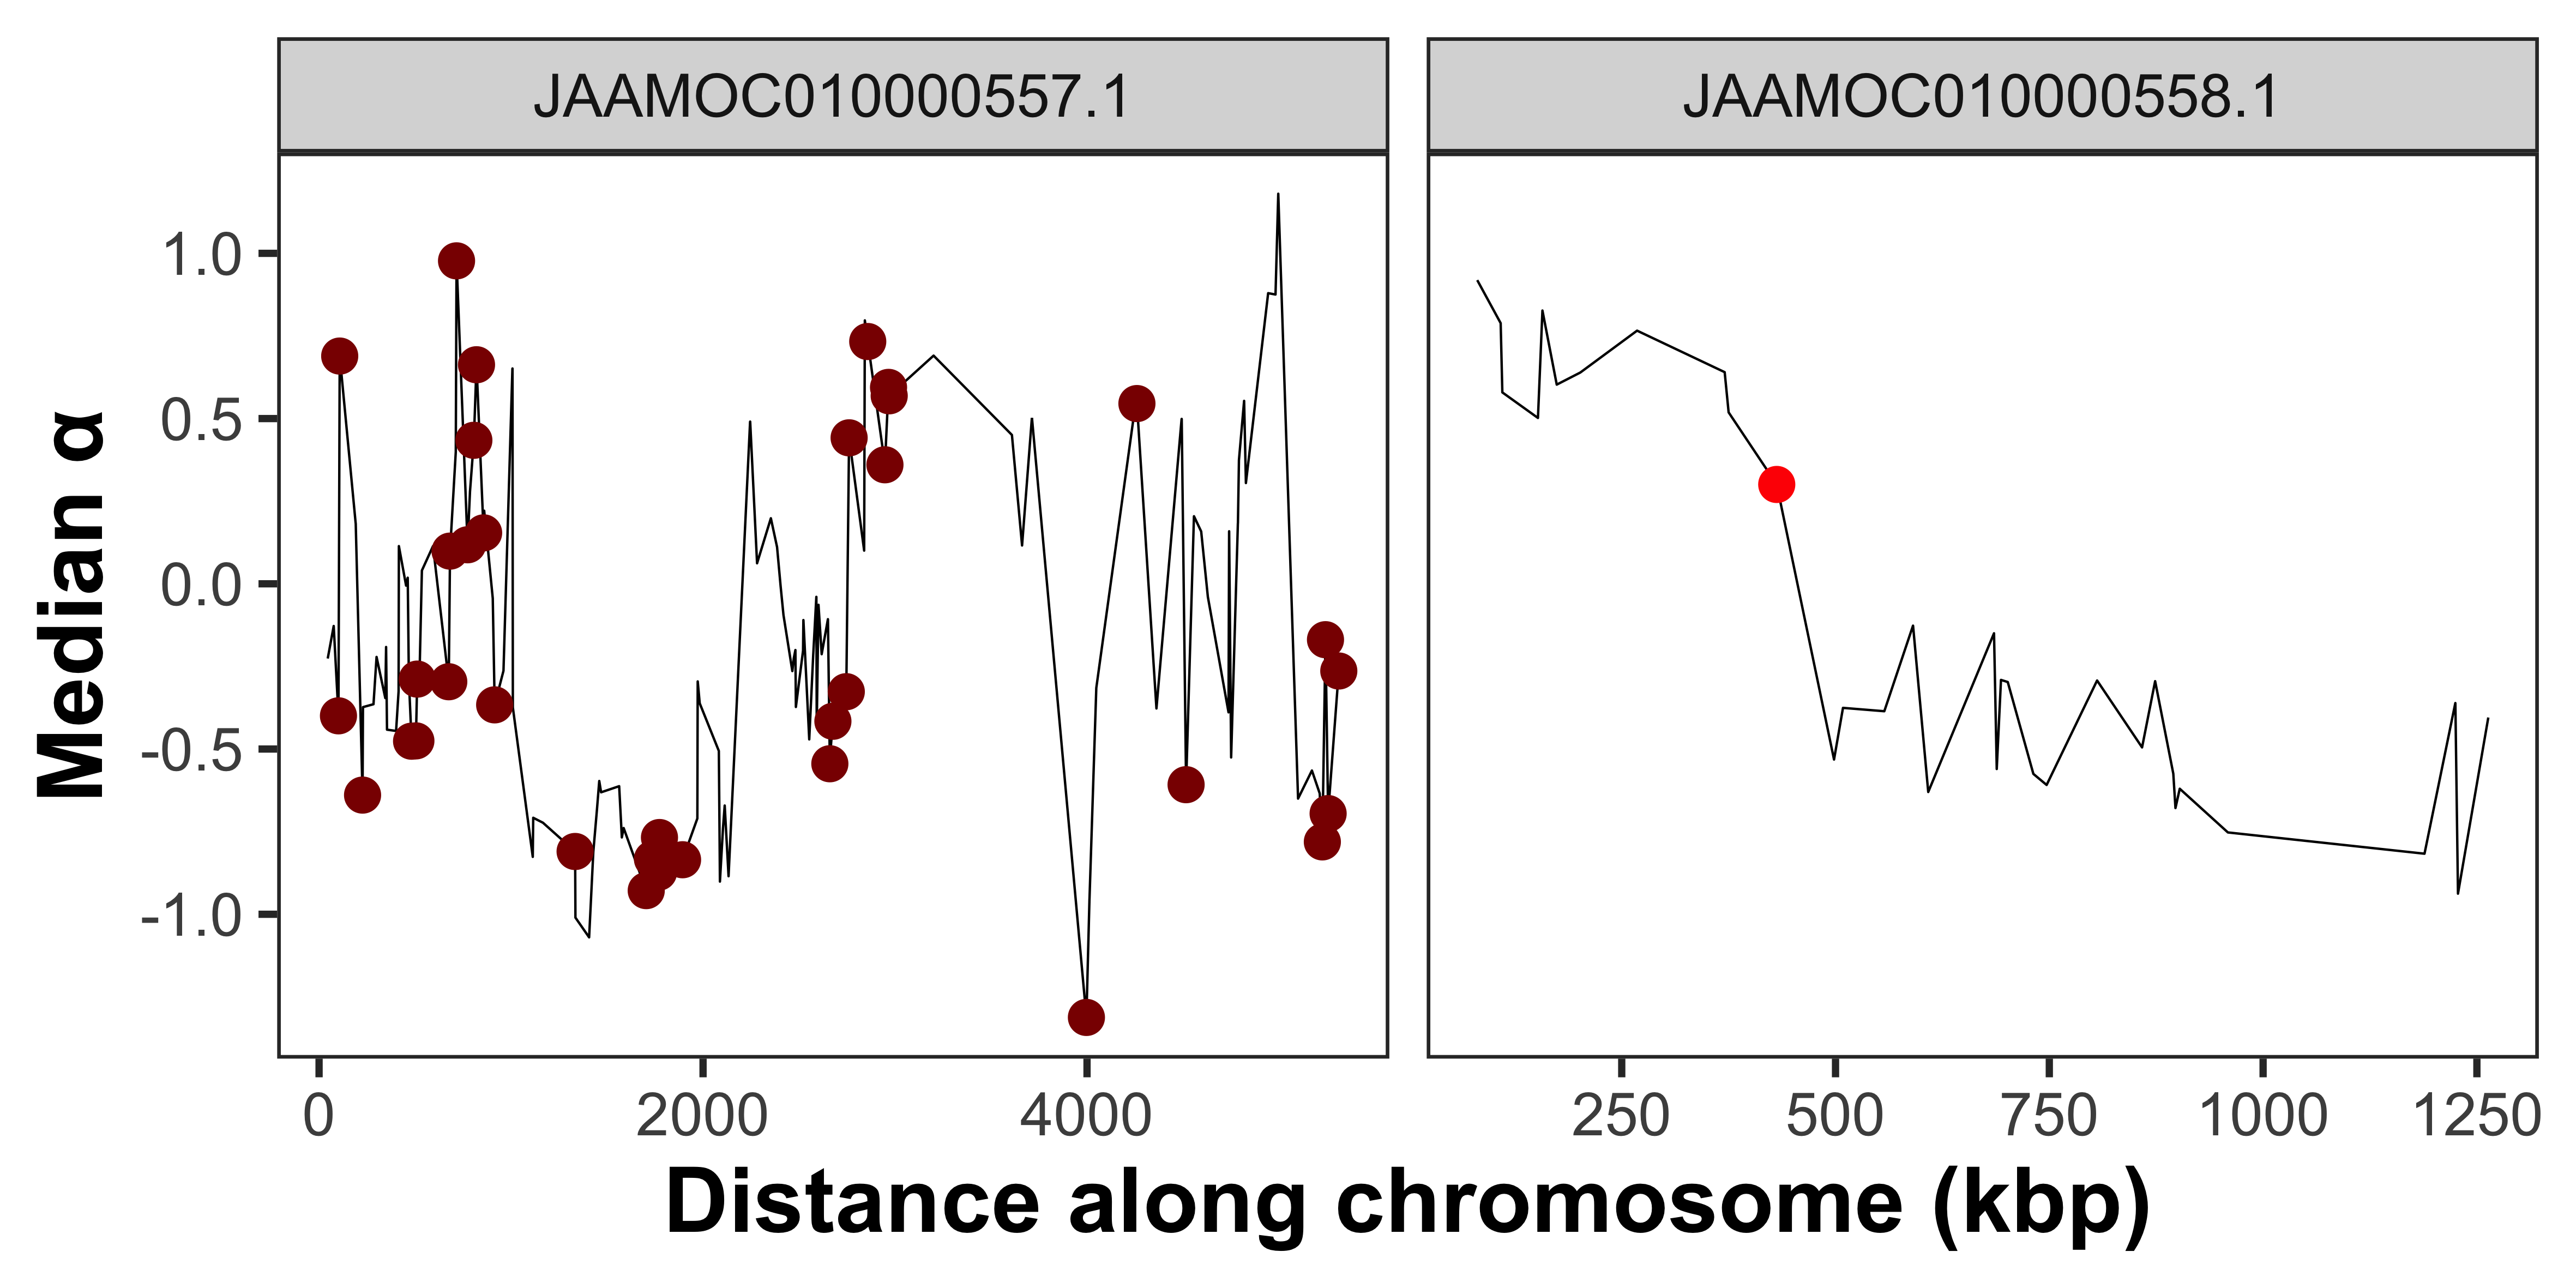 JAAMOC010000557.1 JAAMOC010000558.1
Median α
1.0
0.5
0.0
-0.5
-1.0
0 2000 4000 250 500 750 1000 1250
Distance along chromosome (kbp)